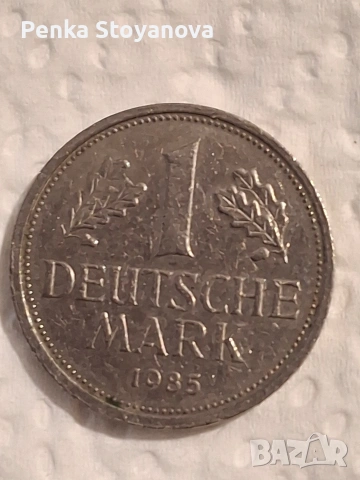 Penka Stoyanova
1
DEUTSCHE
MARK
1985
BAZAR